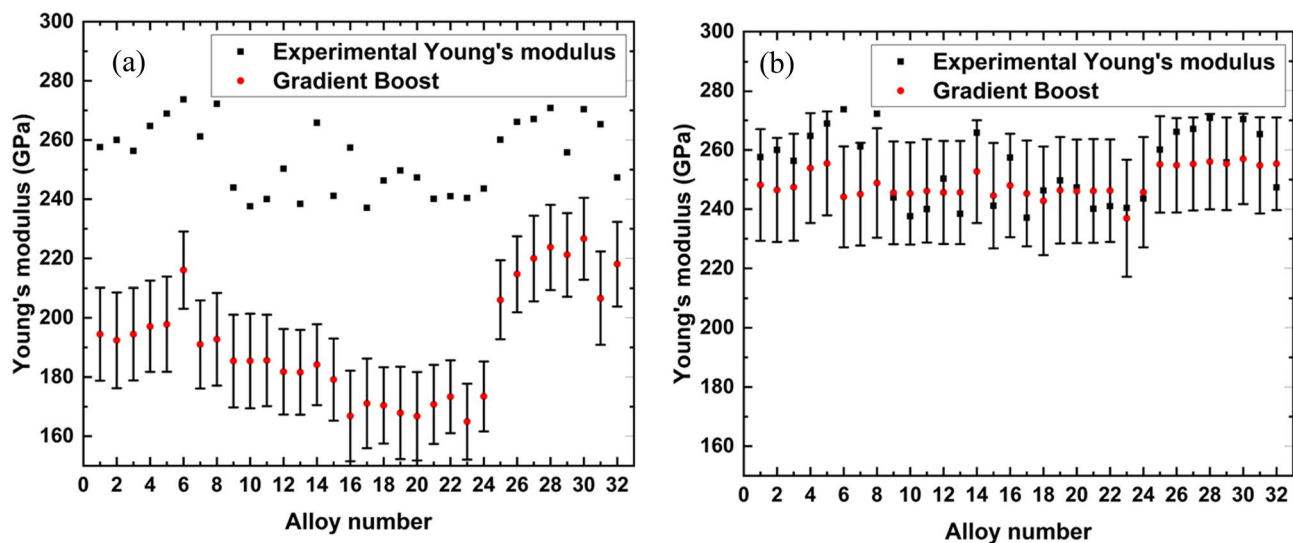 (a)
Experimental Young's modulus
Gradient Boost
300
280
260
240
220
200
180
160
Young's modulus (GPa)
0 2 4 6 8 10 12 14 16 18 20 22 24 26 28 30 32
Alloy number
(b)
Experimental Young's modulus
Gradient Boost
300
280
260
240
220
200
180
160
Young's modulus (GPa)
0 2 4 6 8 10 12 14 16 18 20 22 24 26 28 30 32
Alloy number